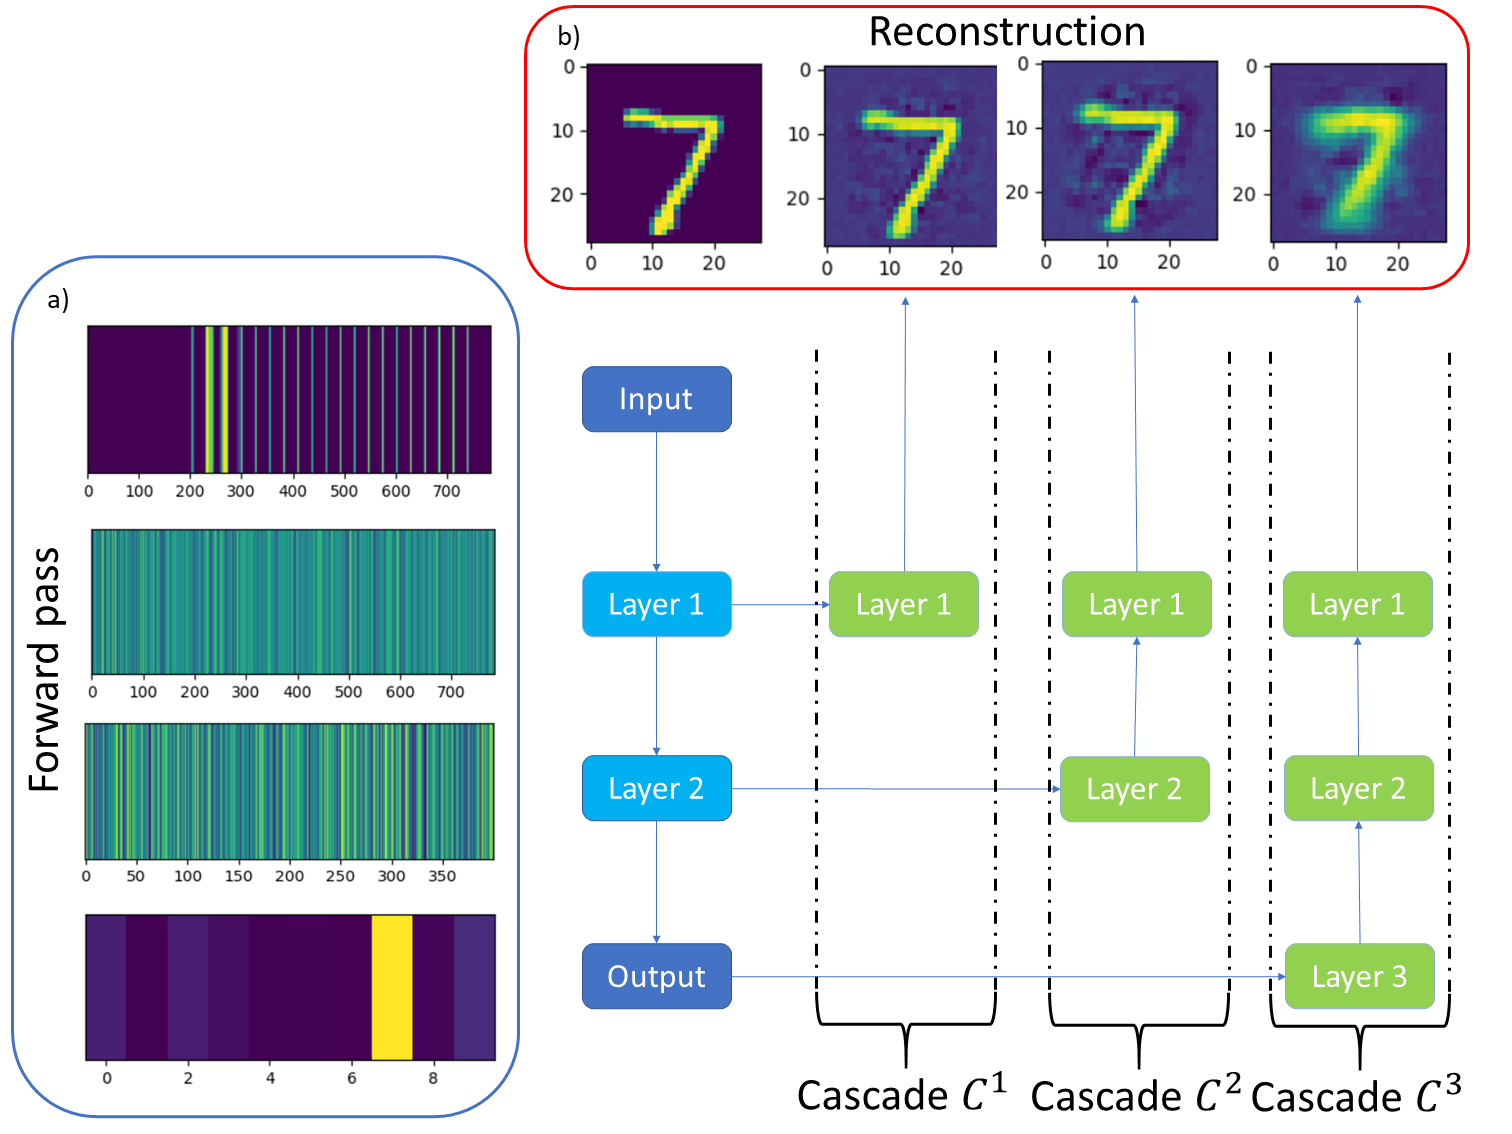 b)
Reconstruction
0
10
20
0 10 20
0
10
20
0 10 20
0
10
20
0 10 20
0
10
20
0 10 20
a)
Forward pass
0 100 200 300 400 500 600 700
0 100 200 300 400 500 600 700
0 50 100 150 200 250 300 350
0 2 4 6 8
Input
Layer 1 Layer 1 Layer 1 Layer 1
Layer 2 Layer 2 Layer 2
Output Layer 3
Cascade C¹ Cascade C² Cascade C³